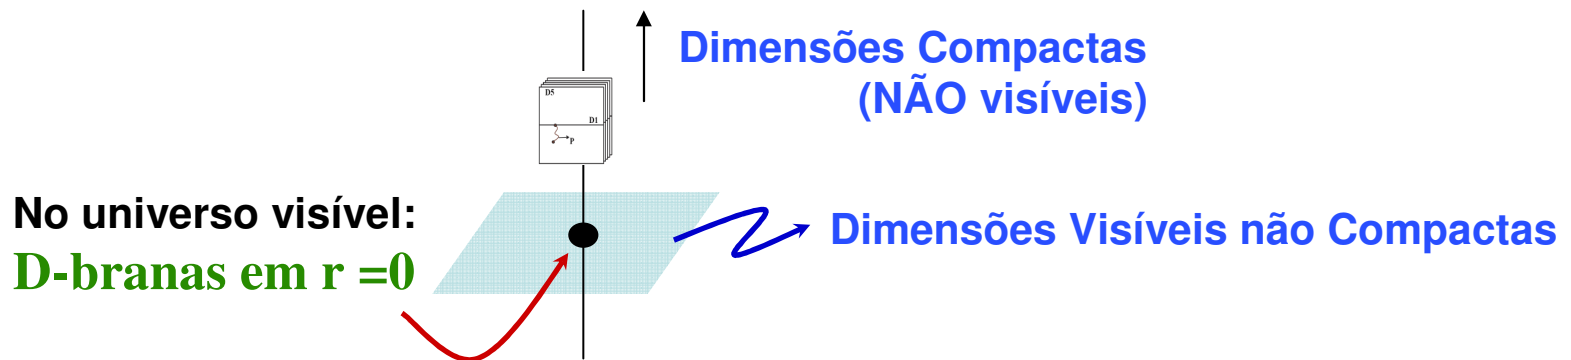 Dimensões Compactas
(NÃO visíveis)
D5
D1
P
No universo visível:
D-branas em r =0
Dimensões Visíveis não Compactas